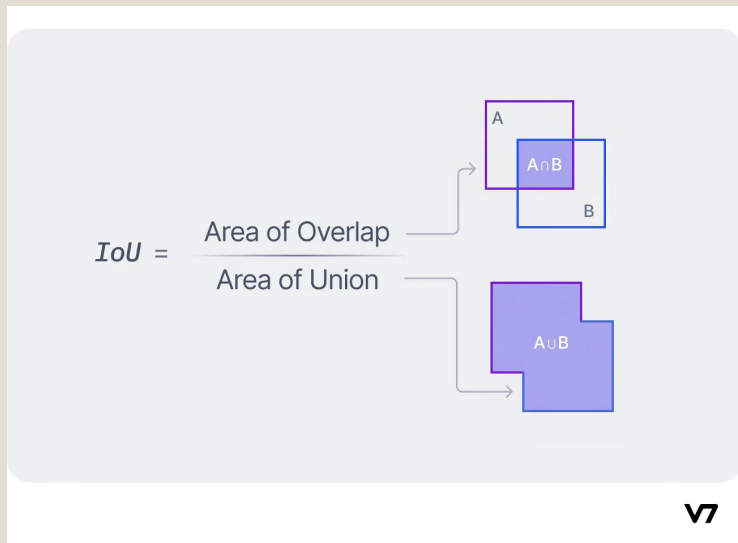 A
A∩B
B
IoU =
Area of Overlap
Area of Union
A∪B
V7